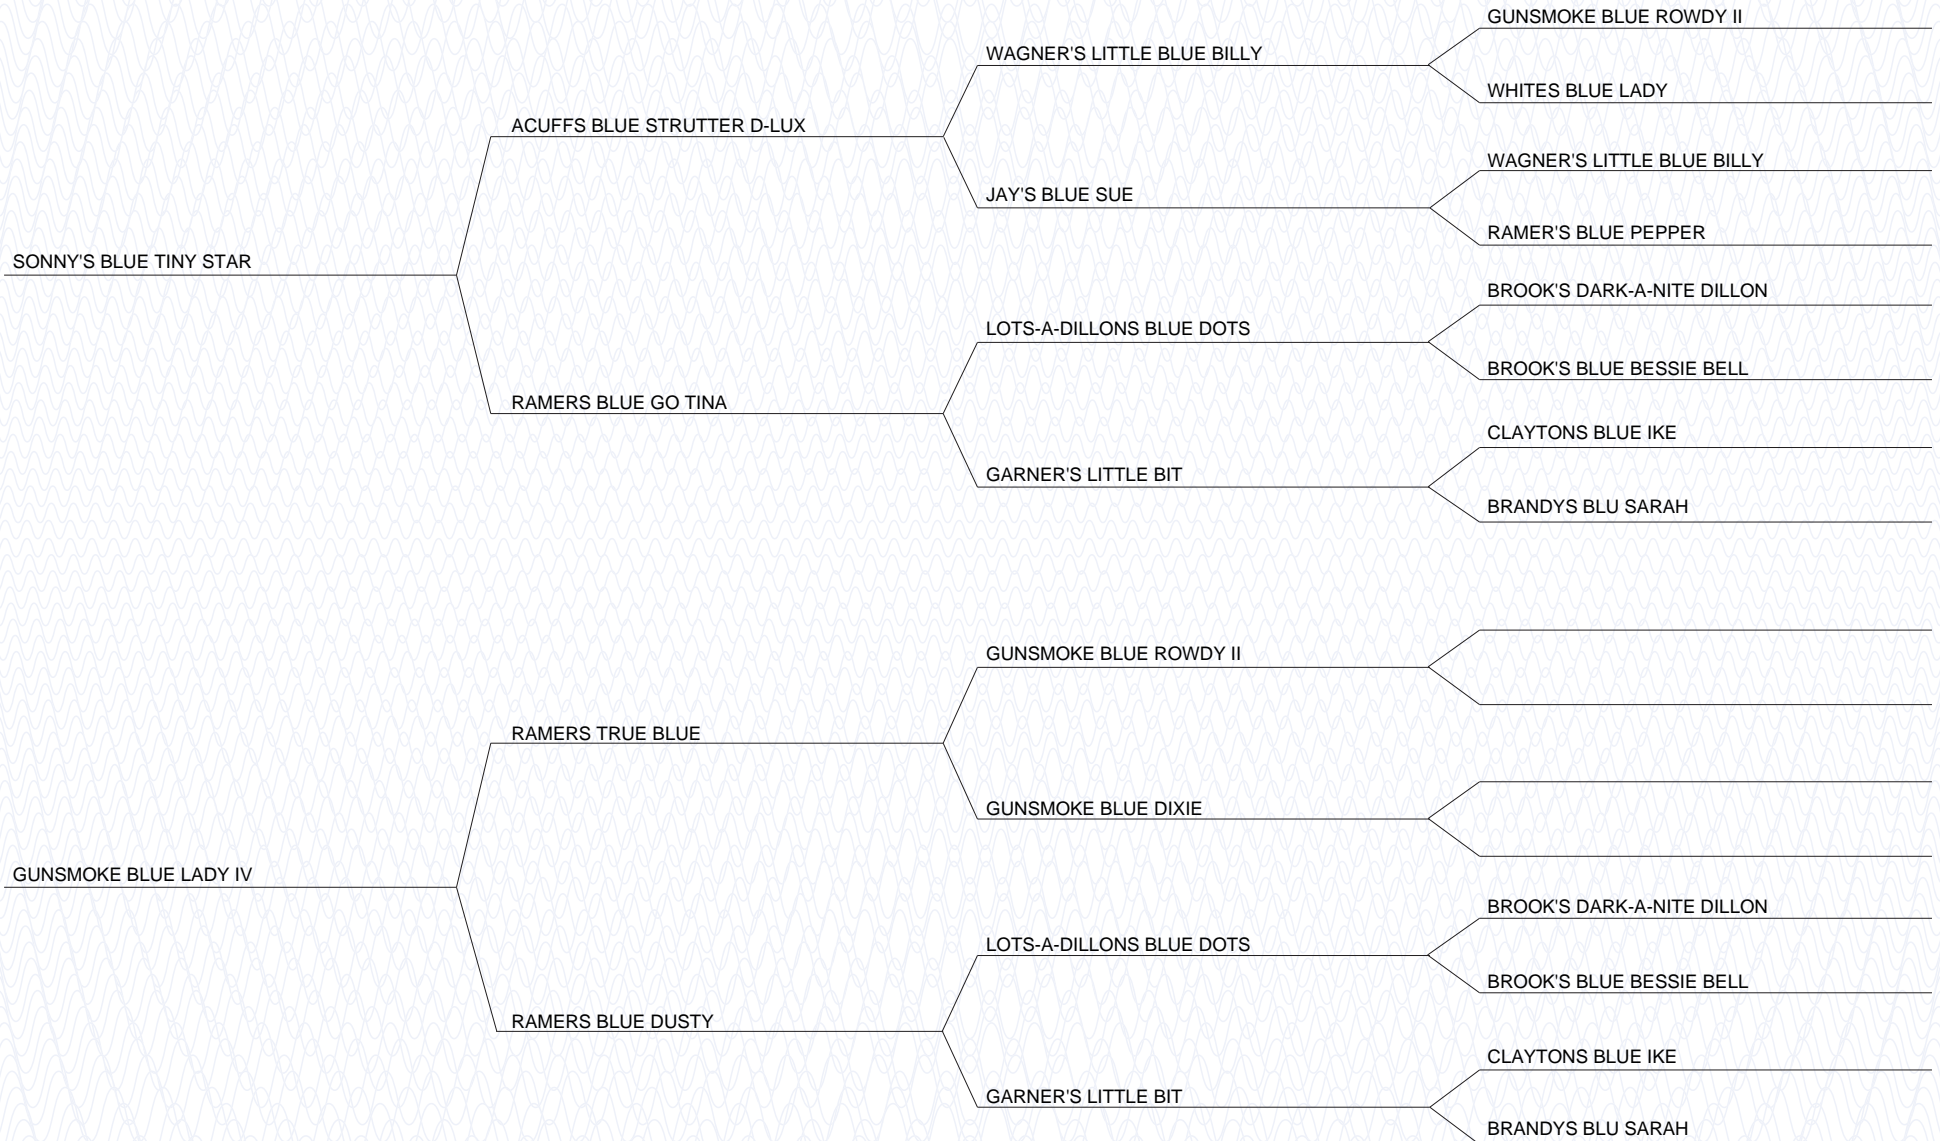 GUNSMOKE BLUE ROWDY II
WAGNER'S LITTLE BLUE BILLY
WHITES BLUE LADY
ACUFFS BLUE STRUTTER D-LUX
WAGNER'S LITTLE BLUE BILLY
JAY'S BLUE SUE
RAMER'S BLUE PEPPER
SONNY'S BLUE TINY STAR
BROOK'S DARK-A-NITE DILLON
LOTS-A-DILLONS BLUE DOTS
BROOK'S BLUE BESSIE BELL
RAMERS BLUE GO TINA
CLAYTONS BLUE IKE
GARNER'S LITTLE BIT
BRANDYS BLU SARAH
GUNSMOKE BLUE ROWDY II
RAMERS TRUE BLUE
GUNSMOKE BLUE DIXIE
GUNSMOKE BLUE LADY IV
BROOK'S DARK-A-NITE DILLON
LOTS-A-DILLONS BLUE DOTS
BROOK'S BLUE BESSIE BELL
RAMERS BLUE DUSTY
CLAYTONS BLUE IKE
GARNER'S LITTLE BIT
BRANDYS BLU SARAH